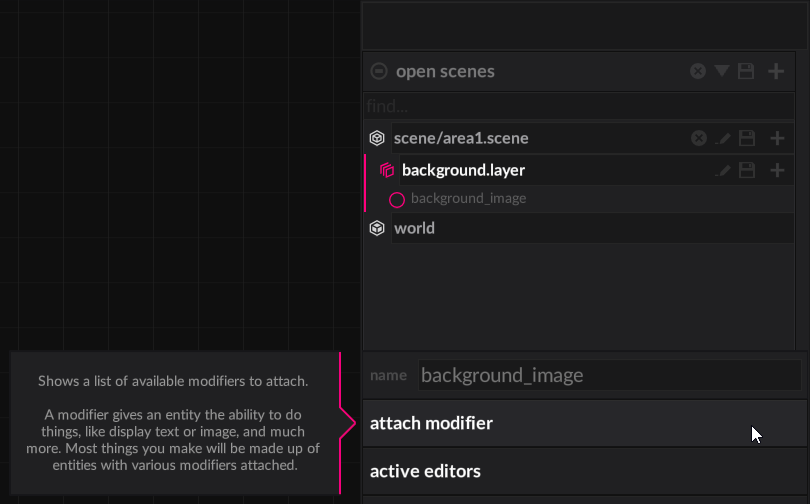 open scenes
find...
scene/area1.scene
background.layer
background_image
world
name background_image
attach modifier
active editors
Shows a list of available modifiers to attach.
A modifier gives an entity the ability to do
things, like display text or image, and much
more. Most things you make will be made up of
entities with various modifiers attached.